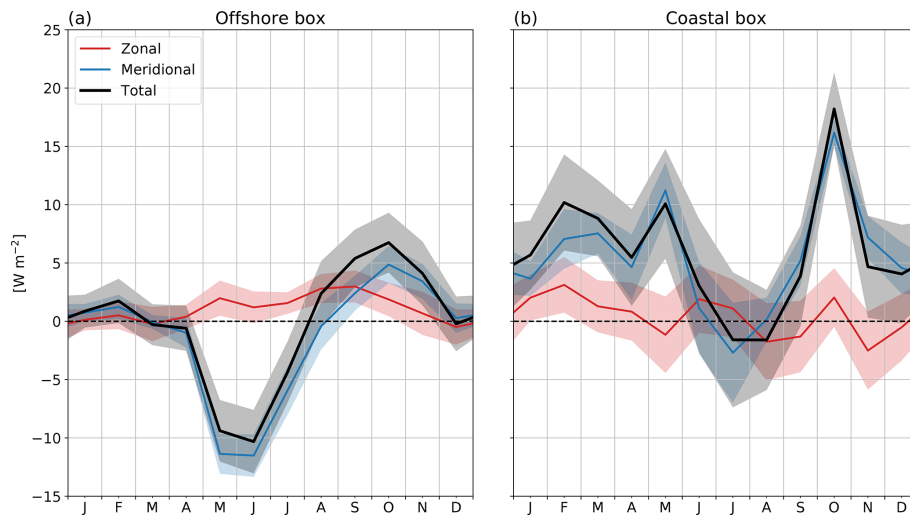 (a) Offshore box
(b) Coastal box
Zonal
Meridional
Total
[W m⁻²]
25
20
15
10
5
0
−5
−10
−15
J F M A M J J A S O N D
J F M A M J J A S O N D